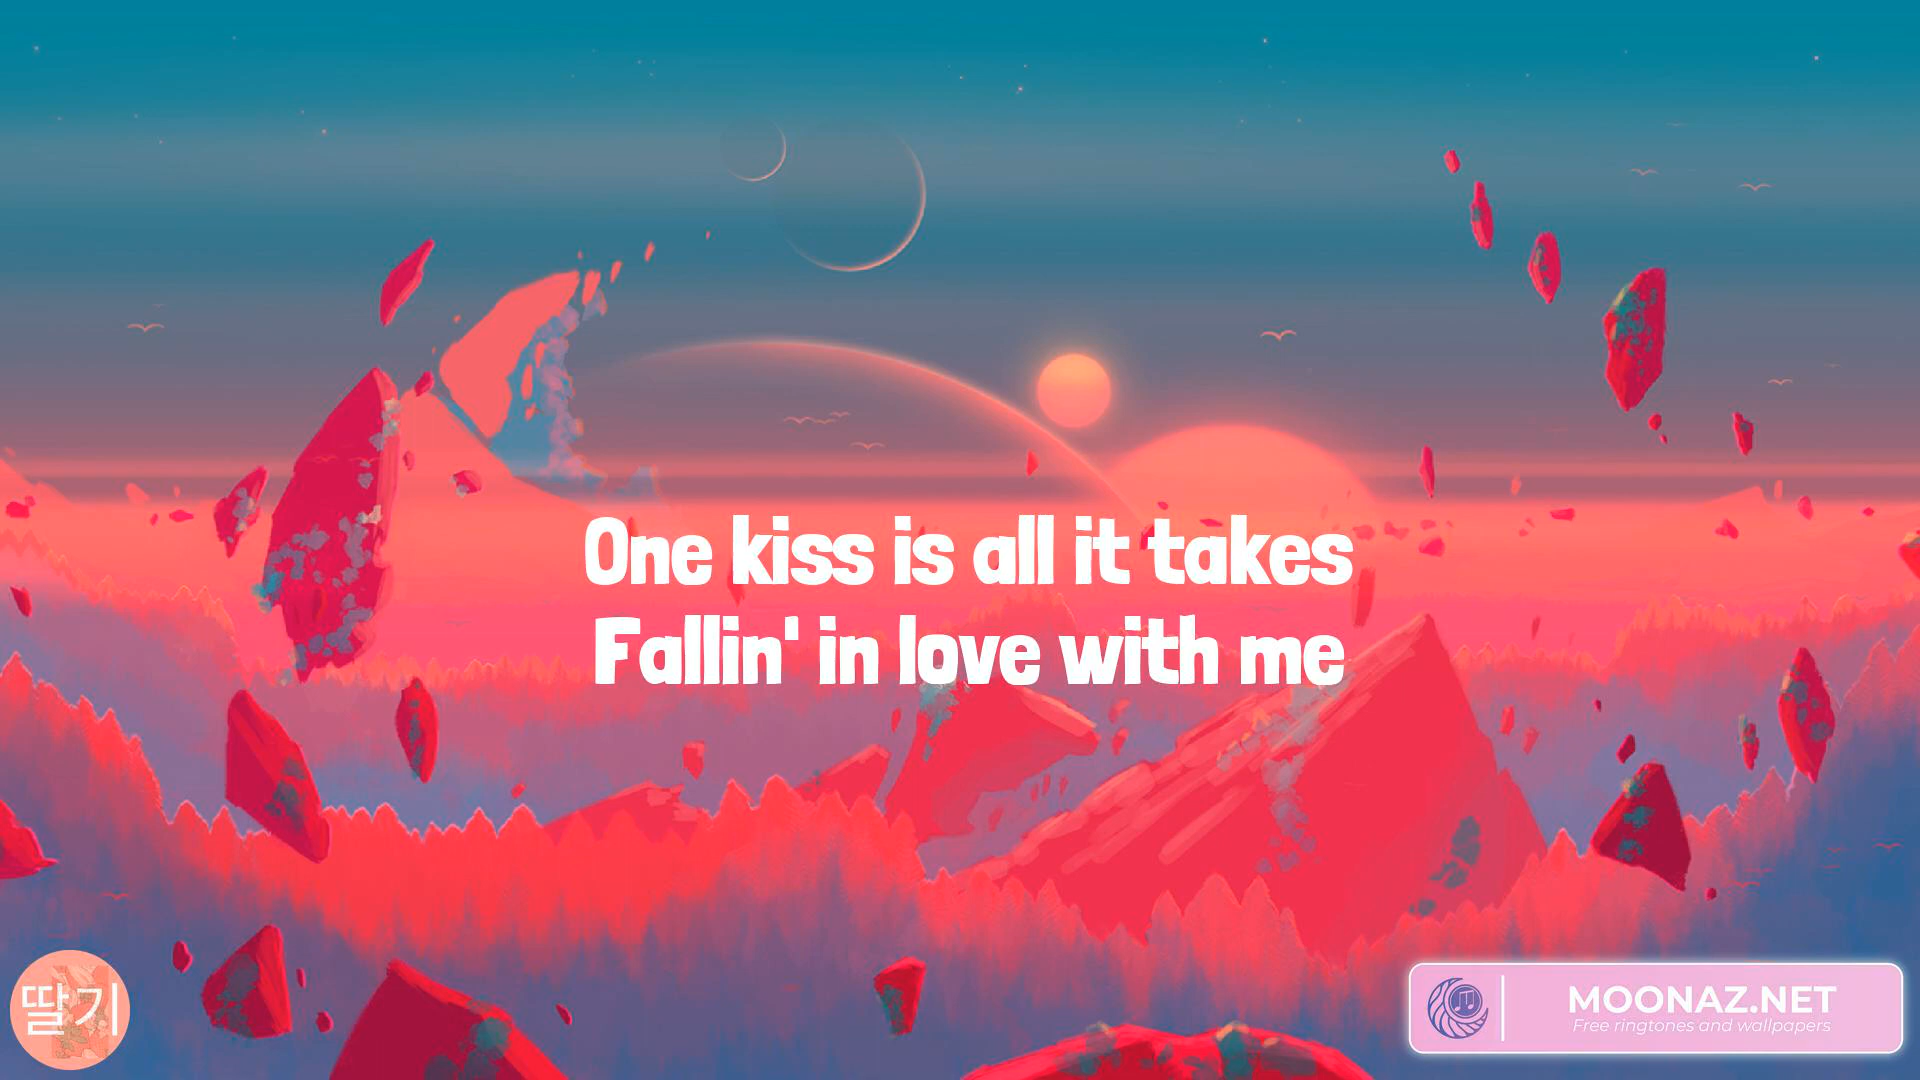 One kiss is all it takes
Fallin' in love with me
딸기
MOONAZ.NET
Free ringtones and wallpapers